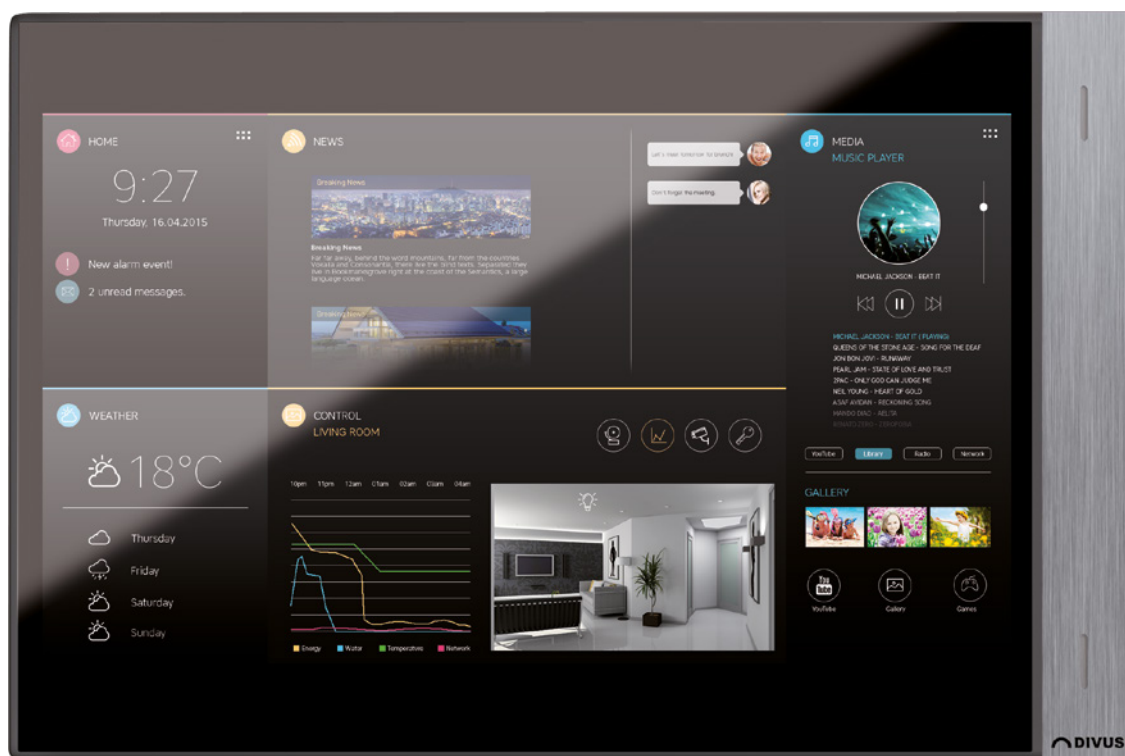 HOME
9:27
Thursday, 16.04.2015
New alarm event!
2 unread messages.
NEWS
Breaking News
Breaking News
Far far away, behind the word mountains, far from the countries
Vokalia and Consonantia, there live the blind texts. Separated they
live in Bookmarksgrove right at the coast of the Semantics, a large
language ocean.
Breaking News
Let's meet tomorrow for brunch!
Don't forget the meeting.
MEDIA
MUSIC PLAYER
MICHAEL JACKSON - BEAT IT
MICHAEL JACKSON - BEAT IT (PLAYING)
QUEENS OF THE STONE AGE - SONG FOR THE DEAF
JON BON JOVI - RUNAWAY
PEARL JAM - STATE OF LOVE AND TRUST
2PAC - ONLY GOD CAN JUDGE ME
NEIL YOUNG - HEART OF GOLD
ASAF AVIDAN - RECKONING SONG
MANDO DIAO - AELITA
YouTube
Library
Radio
Network
GALLERY
You
Tube
YouTube
Gallery
Games
WEATHER
18°C
Thursday
Friday
Saturday
Sunday
CONTROL
LIVING ROOM
10pm 11pm 12am 01am 02am 03am 04am
Energy
Water
Temperature
Network
DIVUS